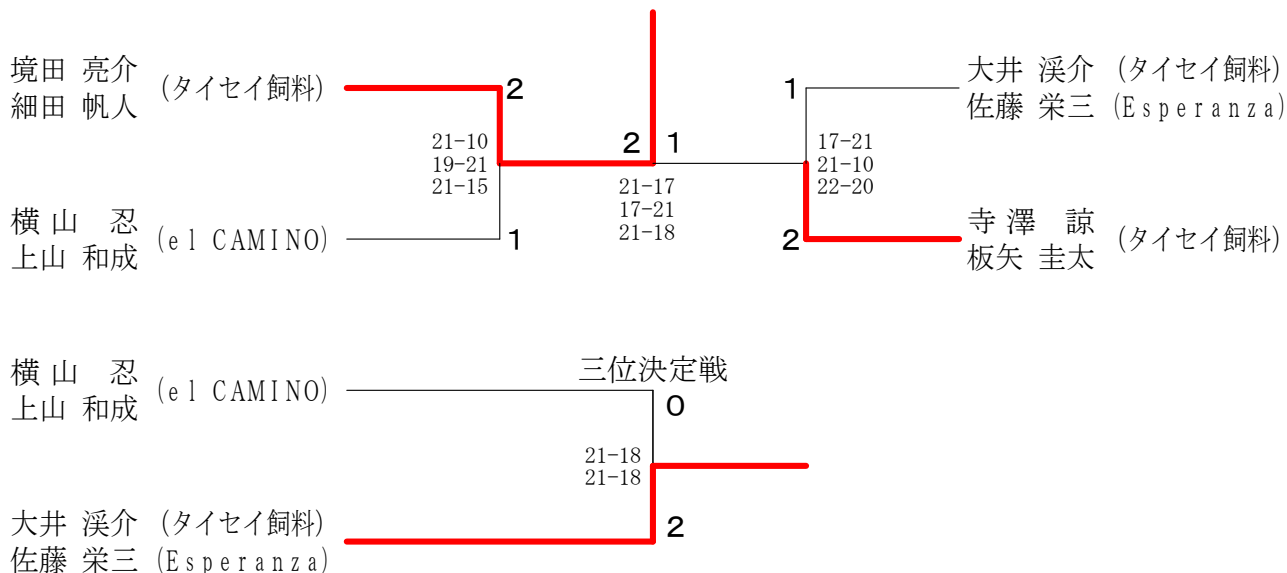 境田 亮介 (タイセイ飼料) 2
細田 帆人
21-10
19-21
21-15
横山 忍 (el CAMINO) 1
上山 和成
2 1
21-17
17-21
21-18
1 大井 渓介 (タイセイ飼料)
佐藤 栄三 (Esperanza)
17-21
21-10
22-20
2 寺澤 諒 (タイセイ飼料)
板矢 圭太
三位決定戦
横山 忍 (el CAMINO) 0
上山 和成
21-18
21-18
大井 渓介 (タイセイ飼料) 2
佐藤 栄三 (Esperanza)